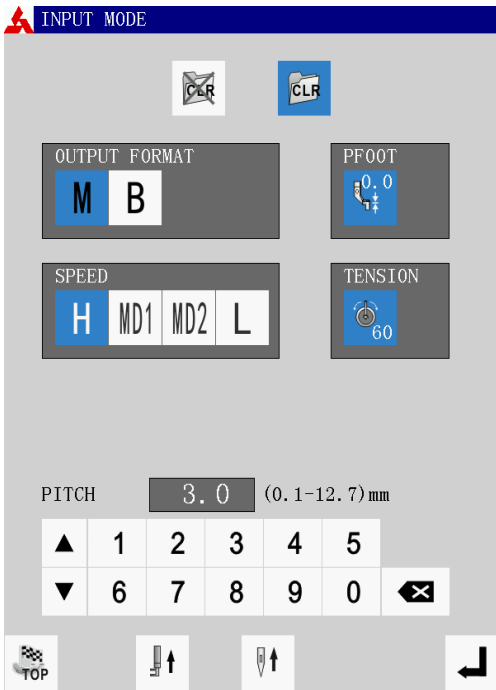 INPUT MODE
CLR CLR
OUTPUT FORMAT
M B
PFOOT
0.0
SPEED
H MD1 MD2 L
TENSION
60
PITCH 3.0 (0.1-12.7)mm
▲ 1 2 3 4 5
▼ 6 7 8 9 0
TOP